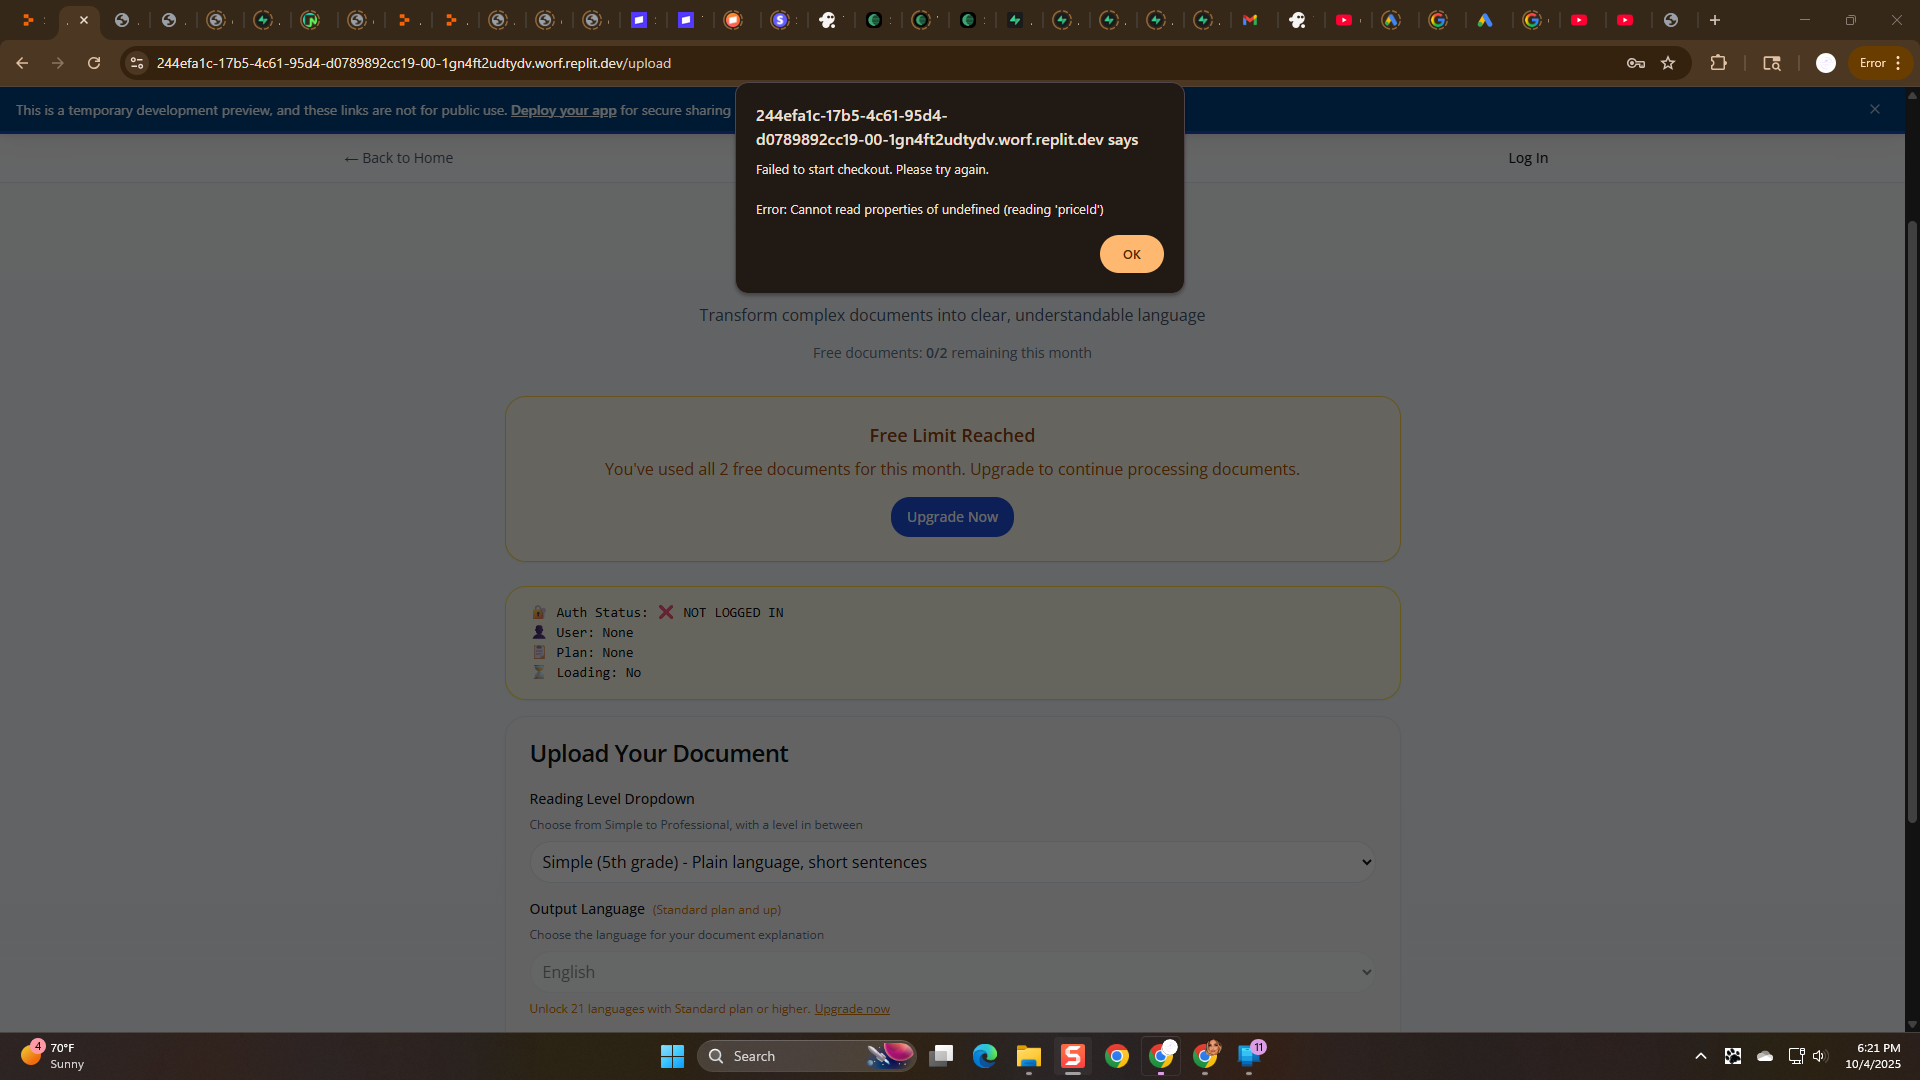 244efa1c-17b5-4c61-95d4-d0789892cc19-00-1gn4ft2udtydv.worf.replit.dev/upload
Error
This is a temporary development preview, and these links are not for public use. Deploy your app for secure sharing
← Back to Home
Log In
244efa1c-17b5-4c61-95d4-
d0789892cc19-00-1gn4ft2udtydv.worf.replit.dev says
Failed to start checkout. Please try again.
Error: Cannot read properties of undefined (reading 'priceId')
OK
Transform complex documents into clear, understandable language
Free documents: 0/2 remaining this month
Free Limit Reached
You've used all 2 free documents for this month. Upgrade to continue processing documents.
Upgrade Now
Auth Status: ❌ NOT LOGGED IN
User: None
Plan: None
Loading: No
Upload Your Document
Reading Level Dropdown
Choose from Simple to Professional, with a level in between
Simple (5th grade) - Plain language, short sentences
Output Language (Standard plan and up)
Choose the language for your document explanation
English
Unlock 21 languages with Standard plan or higher. Upgrade now
4
70°F
Sunny
Search
11
6:21 PM
10/4/2025